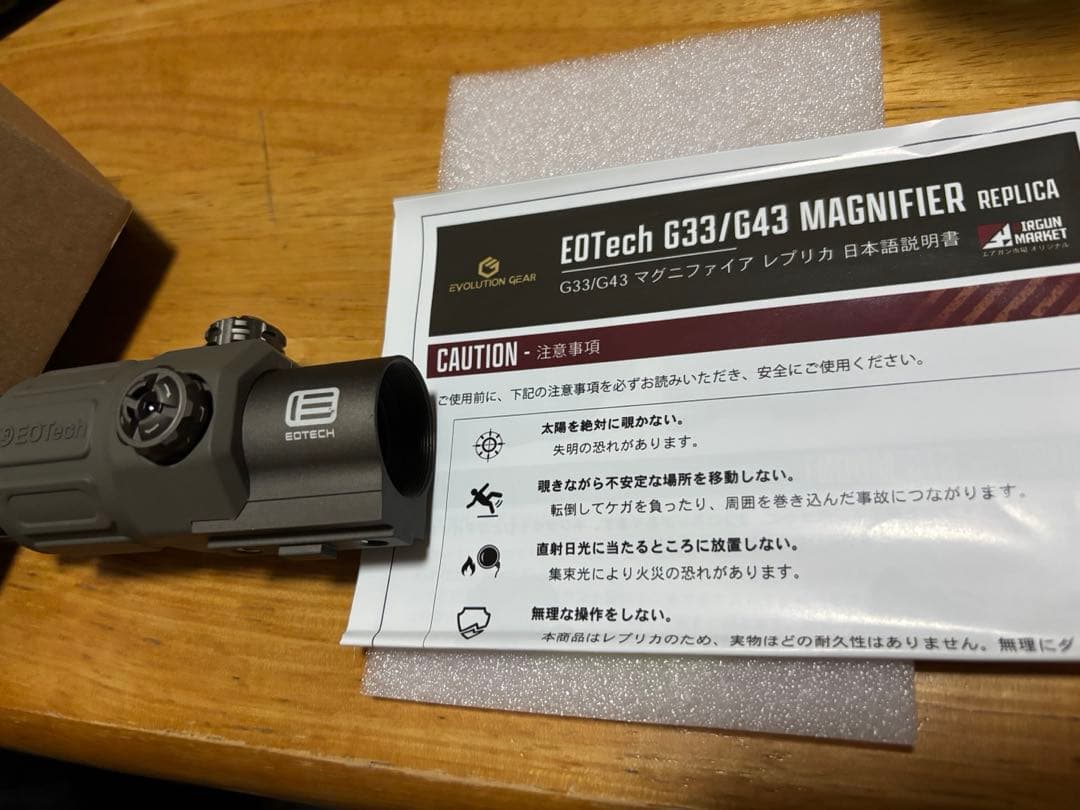 EOTech G33/G43 MAGNIFIER REPLICA
EVOLUTION GEAR
G33/G43 マグニファイア レプリカ 日本語説明書
AIRGUN
MARKET
エアガン市場 オリジナル
CAUTION - 注意事項
ご使用前に、下記の注意事項を必ずお読みいただき、安全にご使用ください。
太陽を絶対に覗かない。
失明の恐れがあります。
覗きながら不安定な場所を移動しない。
転倒してケガを負ったり、周囲を巻き込んだ事故につながります。
直射日光に当たるところに放置しない。
集束光により火災の恐れがあります。
無理な操作をしない。
本商品はレプリカのため、実物ほどの耐久性はありません。無理にダ
EOTech
EOTECH